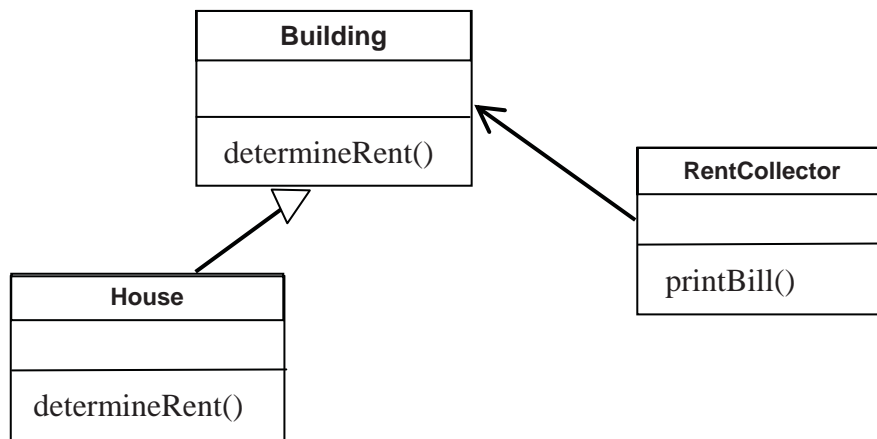 Building
determineRent()
RentCollector
printBill()
House
determineRent()